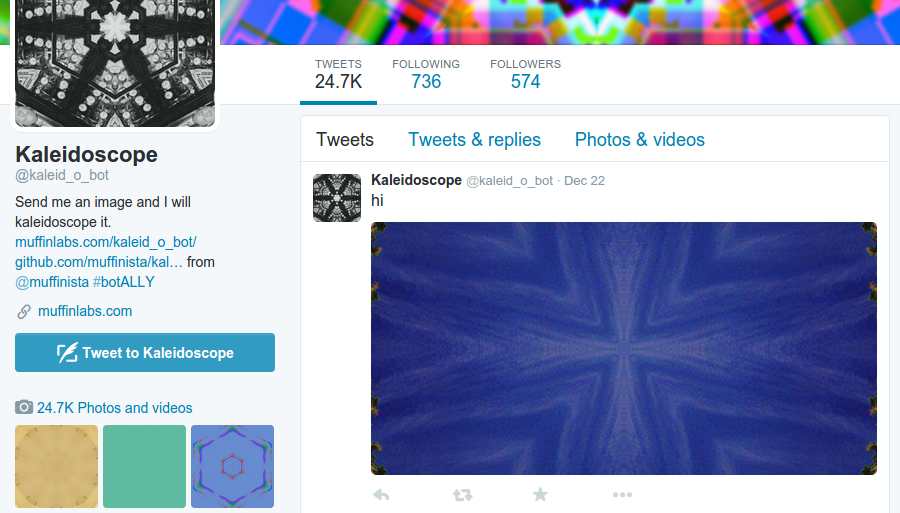 TWEETS FOLLOWING FOLLOWERS
24.7K 736 574
Kaleidoscope
@kaleid_o_bot
Send me an image and I will
kaleidoscope it.
muffinlabs.com/kaleid_o_bot/
github.com/muffinista/kal... from
@muffinista #botALLY
muffinlabs.com
Tweet to Kaleidoscope
24.7K Photos and videos
Tweets Tweets & replies Photos & videos
Kaleidoscope @kaleid_o_bot · Dec 22
hi